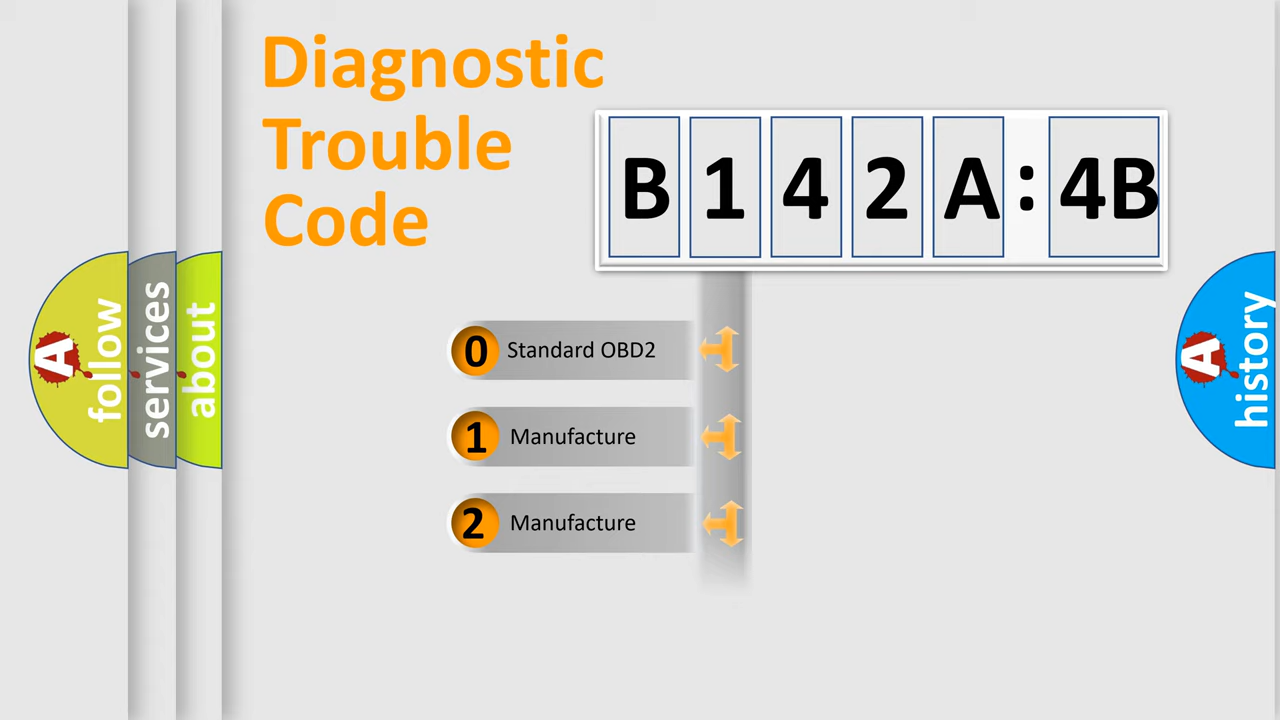 Diagnostic
Trouble
Code
B 1 4 2 A : 4B
0 Standard OBD2
1 Manufacture
2 Manufacture
A follow
services
about
A history